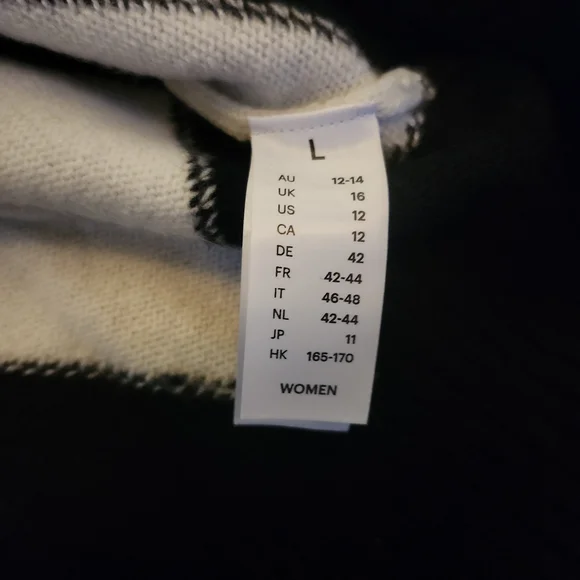 L
AU 12-14
UK 16
US 12
CA 12
DE 42
FR 42-44
IT 46-48
NL 42-44
JP 11
HK 165-170
WOMEN